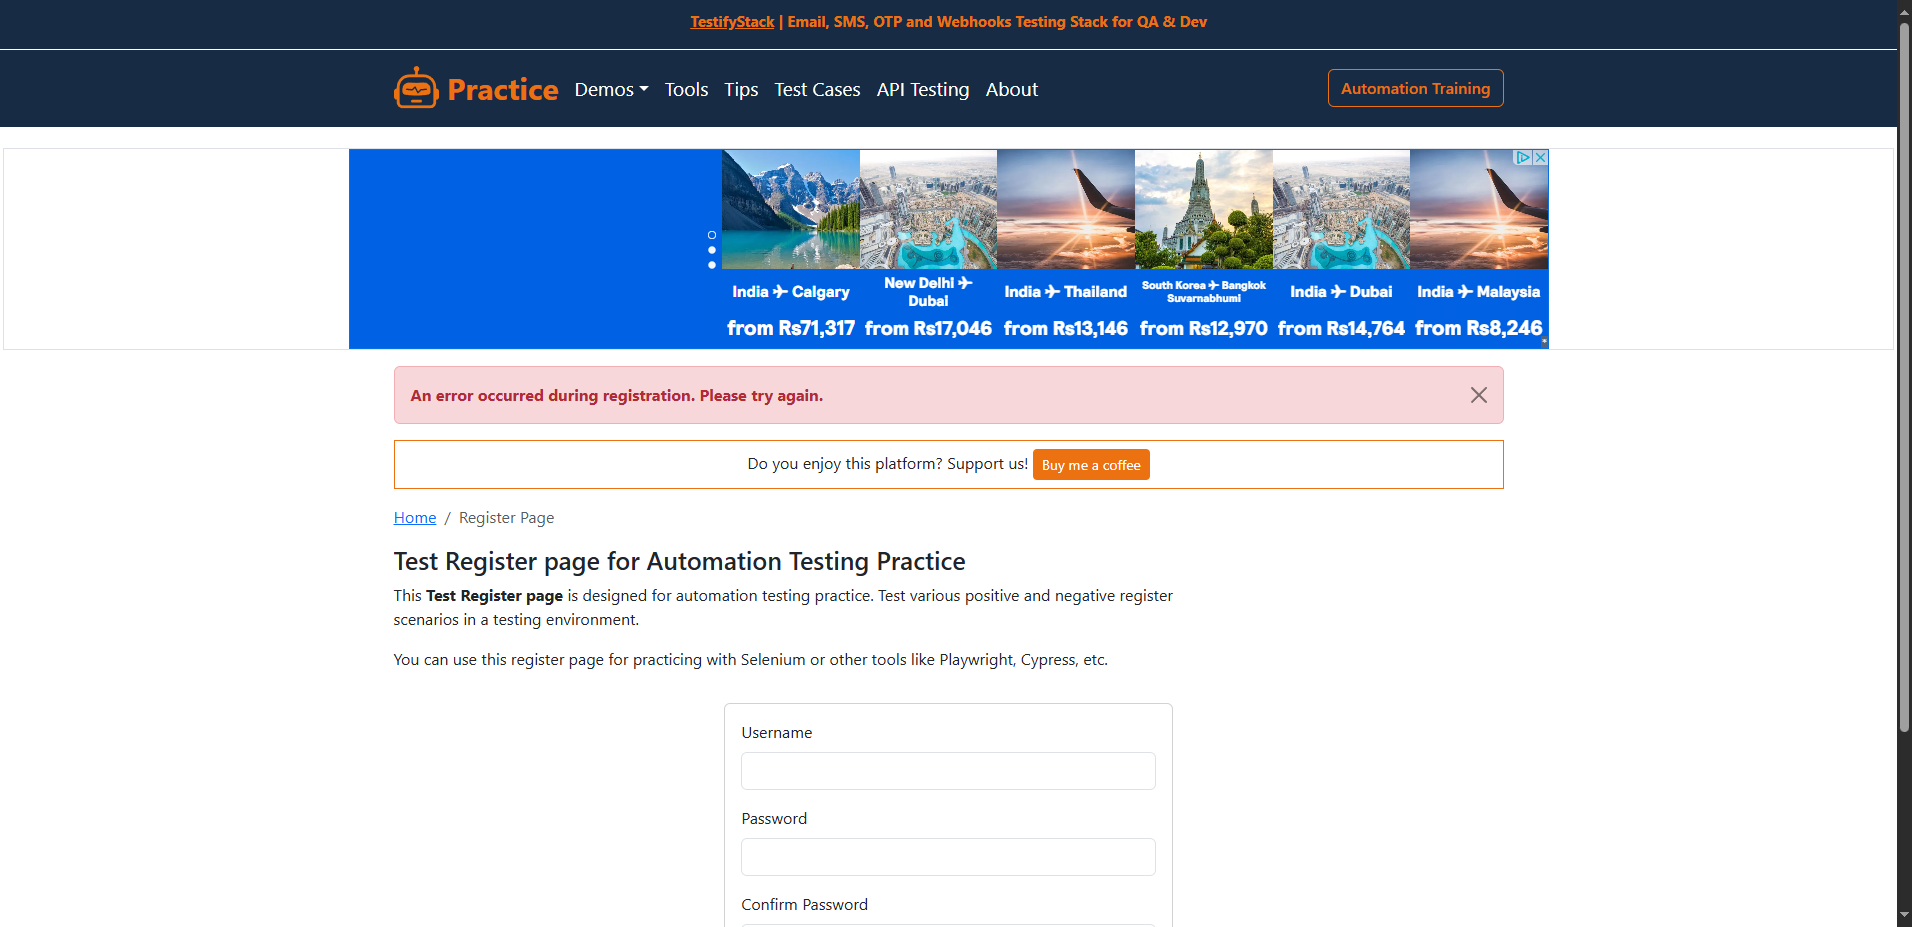 TestifyStack | Email, SMS, OTP and Webhooks Testing Stack for QA & Dev
Practice
Demos
Tools
Tips
Test Cases
API Testing
About
Automation Training
India ✈ Calgary
from Rs71,317
New Delhi ✈
Dubai
from Rs17,046
India ✈ Thailand
from Rs13,146
South Korea ✈ Bangkok
Suvarnabhumi
from Rs12,970
India ✈ Dubai
from Rs14,764
India ✈ Malaysia
from Rs8,246
An error occurred during registration. Please try again.
Do you enjoy this platform? Support us! Buy me a coffee
Home / Register Page
Test Register page for Automation Testing Practice
This Test Register page is designed for automation testing practice. Test various positive and negative register
scenarios in a testing environment.
You can use this register page for practicing with Selenium or other tools like Playwright, Cypress, etc.
Username
Password
Confirm Password